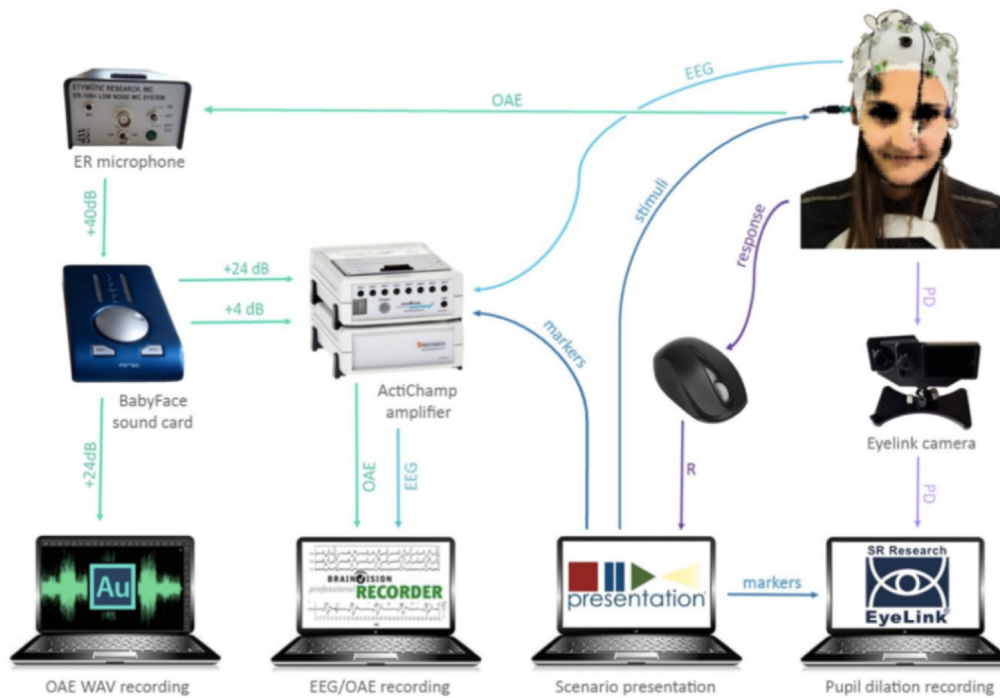 EEG
OAE
ETYMOTIC RESEARCH, INC
ER-10B+ LOW NOISE MIC SYSTEM
ER microphone
+40dB
stimuli
response
+24 dB
+4 dB
PD
markers
BabyFace
sound card
ActiChamp
amplifier
Eyelink camera
+24dB
OAE
EEG
R
PD
Au
BRAINVISION
professional RECORDER
presentation
markers
SR Research
EyeLink
OAE WAV recording
EEG/OAE recording
Scenario presentation
Pupil dilation recording